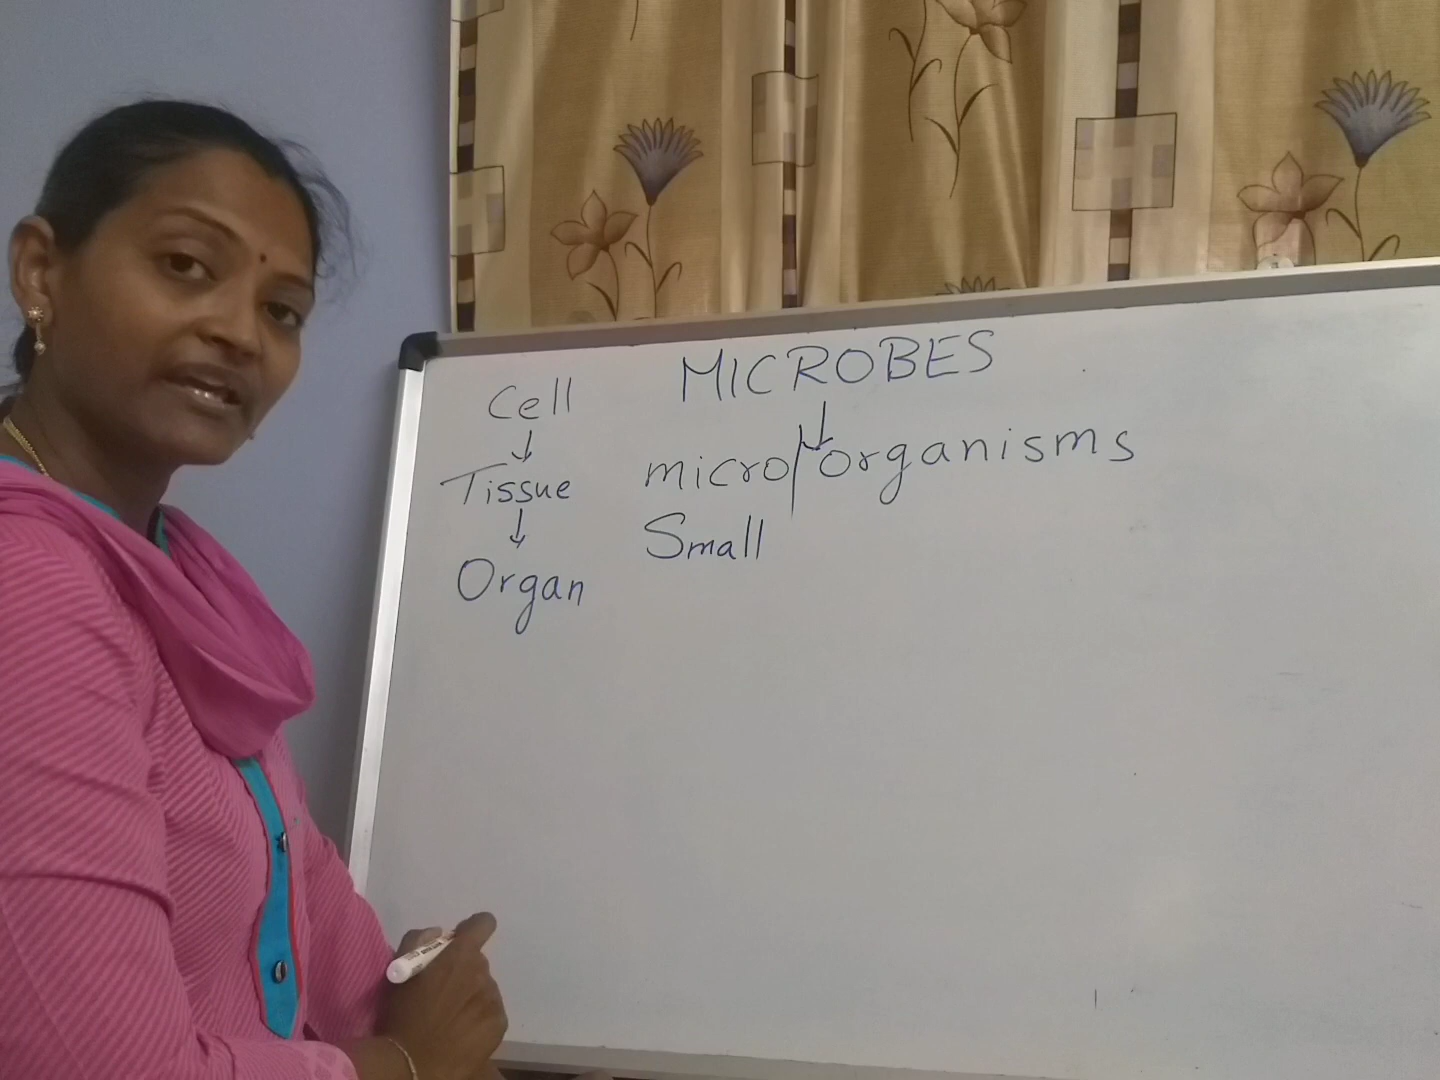 MICROBES
↓
micro/organisms
Small
Cell
↓
Tissue
↓
Organ